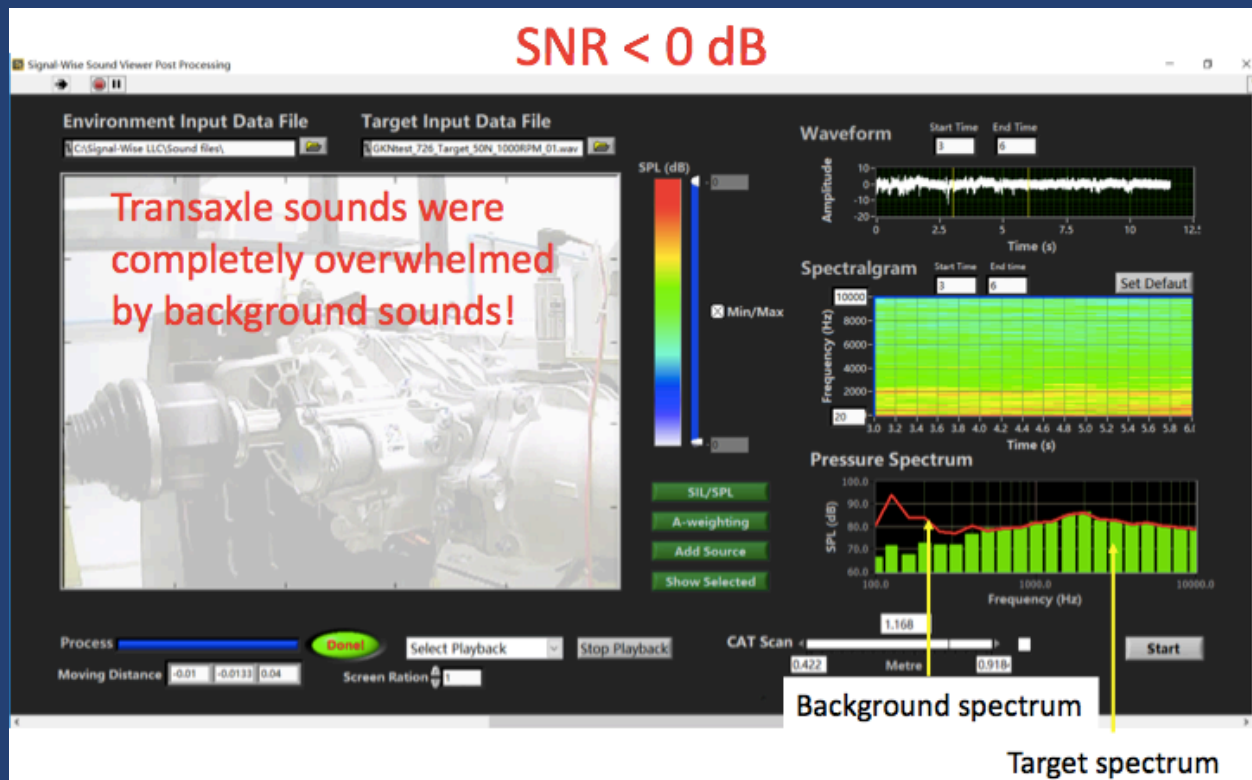 SNR < 0 dB
Signal-Wise Sound Viewer Post Processing
Environment Input Data File
Target Input Data File
C:\Signal-Wise LLC\Sound files\
GKNtest_726_Target_50N_1000RPM_01.wav
Transaxle sounds were
completely overwhelmed
by background sounds!
SPL (dB)
0
0
Min/Max
SIL/SPL
A-weighting
Add Source
Show Selected
Waveform
Start Time
End Time
3
6
Amplitude
10
0
-10
-20
0 2.5 5 7.5 10 12.
Time (s)
Spectralgram
Start Time
End time
3
6
Set Defaut
Frequency (Hz)
10000
8000
6000
4000
2000
20
3.0 3.2 3.4 3.6 3.8 4.0 4.2 4.4 4.6 4.8 5.0 5.2 5.4 5.6 5.8 6.
Time (s)
Pressure Spectrum
SPL (dB)
100.0
90.0
80.0
70.0
60.0
100.0 1000.0 10000.0
Frequency (Hz)
Process
Done!
Select Playback
Stop Playback
Moving Distance
-0.01 -0.0133 0.04
Screen Ration
1
CAT Scan
1.168
0.422
Metre
0.918
Start
Background spectrum
Target spectrum